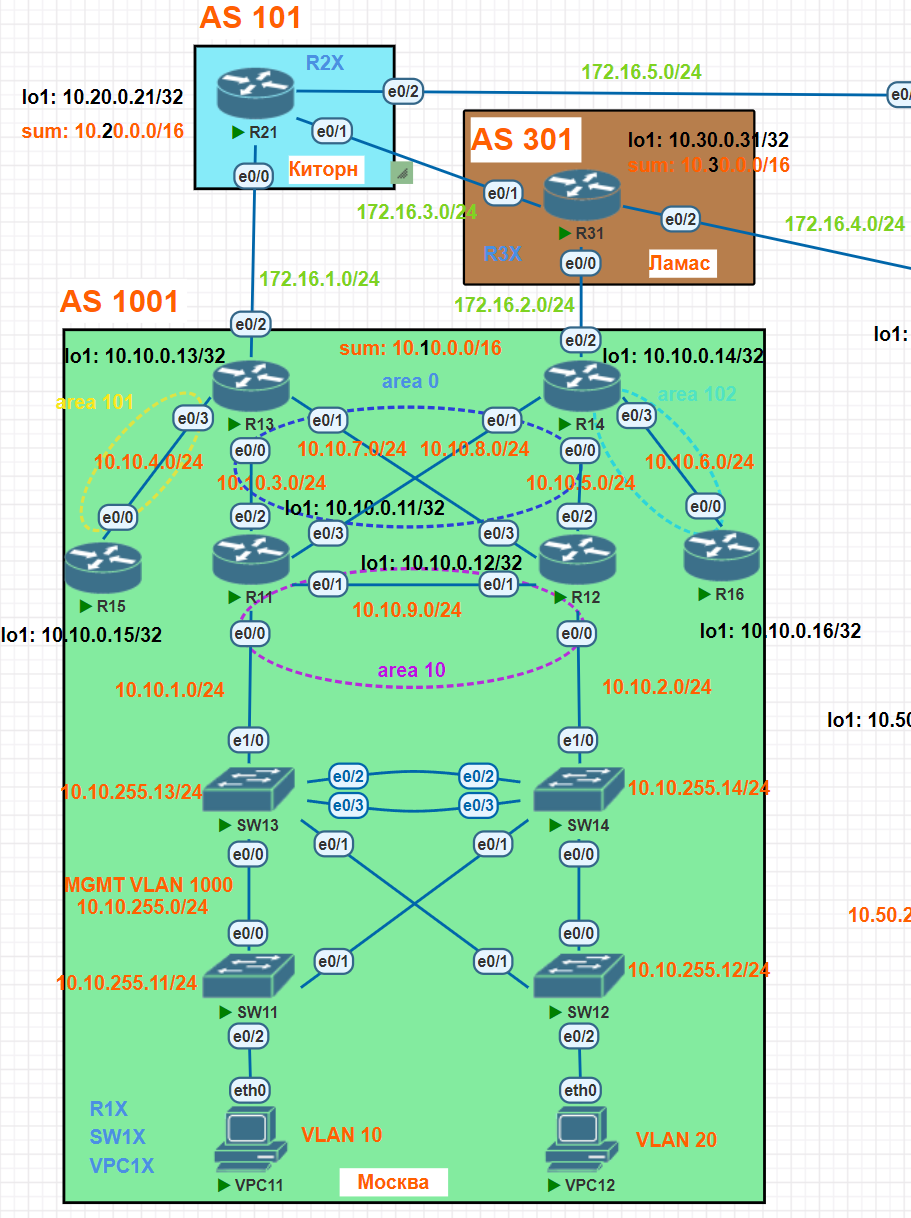 AS 101
R2X
172.16.5.0/24
lo1: 10.20.0.21/32
e0/2
sum: 10.20.0.0/16
R21
e0/1
AS 301
lo1: 10.30.0.31/32
sum: 10.30.0.0/16
Киторн
e0/0
e0/1
172.16.3.0/24
e0/2
172.16.4.0/24
R31
R3X
e0/0
Ламас
172.16.1.0/24
AS 1001
172.16.2.0/24
e0/2
e0/2
lo1:
sum: 10.10.0.0/16
lo1: 10.10.0.13/32
lo1: 10.10.0.14/32
area 0
area 101
area 102
e0/3
R13
e0/1
e0/1
R14
e0/3
e0/0
10.10.7.0/24
10.10.8.0/24
e0/0
10.10.4.0/24
10.10.6.0/24
10.10.3.0/24
10.10.5.0/24
lo1: 10.10.0.11/32
e0/0
e0/2
e0/3
e0/3
e0/2
e0/0
lo1: 10.10.0.12/32
R15
R11
e0/1
e0/1
R12
R16
10.10.9.0/24
lo1: 10.10.0.15/32
e0/0
e0/0
lo1: 10.10.0.16/32
area 10
10.10.1.0/24
10.10.2.0/24
lo1: 10.50
e1/0
e1/0
e0/2
e0/2
10.10.255.13/24
10.10.255.14/24
e0/3
e0/3
SW13
SW14
e0/1
e0/1
e0/0
e0/0
MGMT VLAN 1000
10.10.255.0/24
10.50.2
e0/0
e0/1
e0/1
e0/0
10.10.255.11/24
10.10.255.12/24
SW11
SW12
e0/2
e0/2
eth0
eth0
R1X
SW1X
VPC1X
VLAN 10
VLAN 20
VPC11
Москва
VPC12